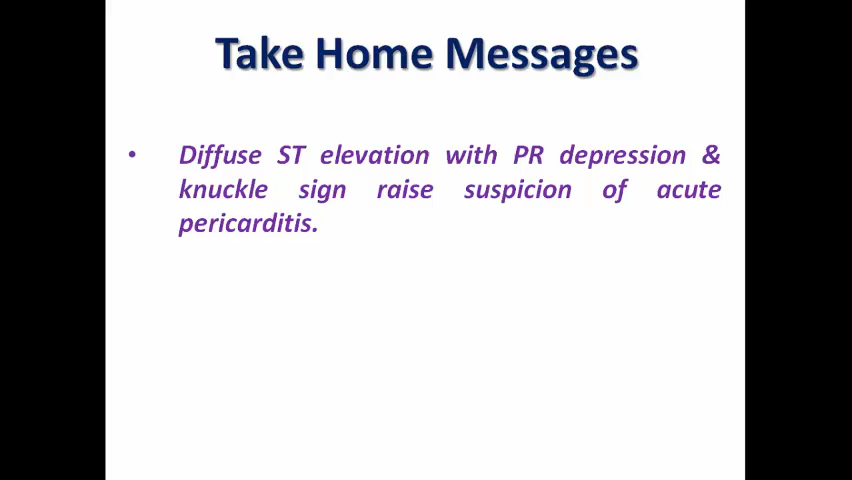 Take Home Messages
• Diffuse ST elevation with PR depression &
knuckle sign raise suspicion of acute
pericarditis.